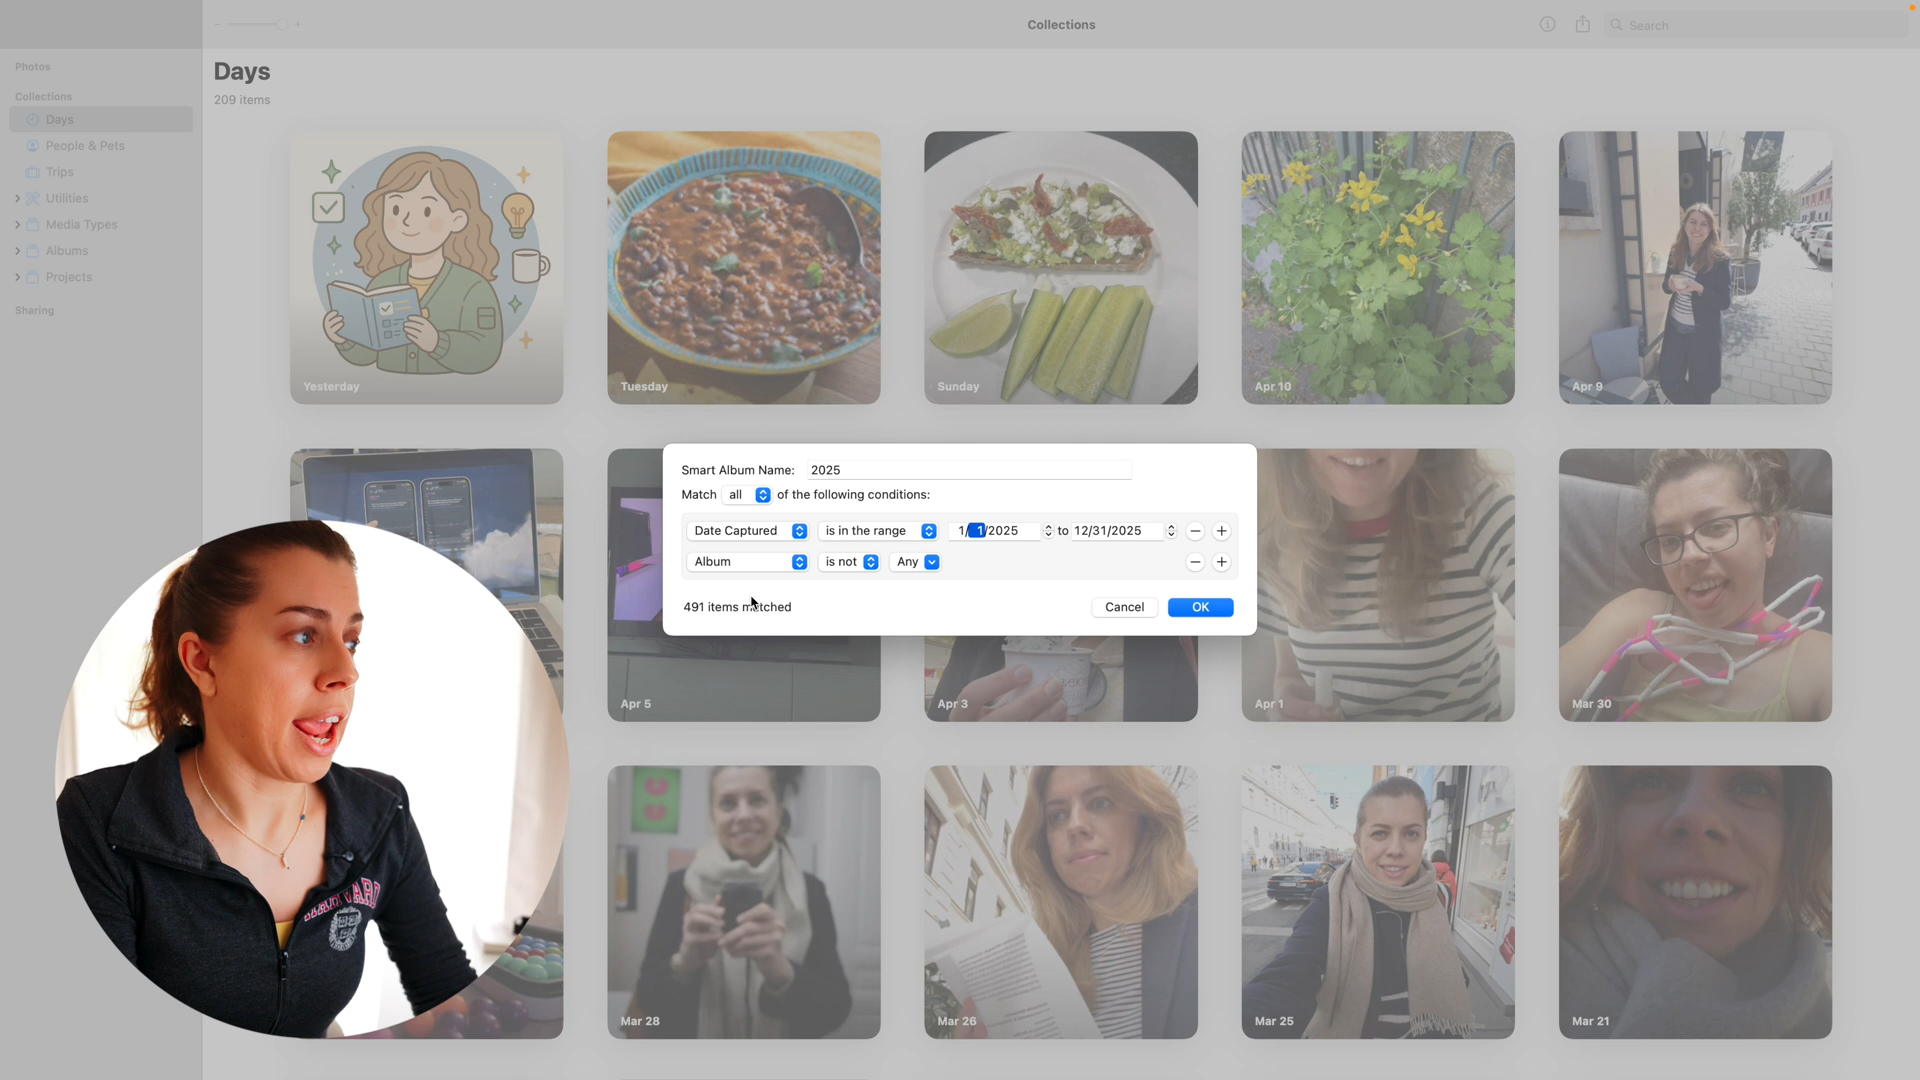 Collections
Search
Photos
Collections
Days
People & Pets
Trips
Utilities
Media Types
Albums
Projects
Sharing
Days
209 items
Yesterday
Tuesday
Sunday
Apr 10
Apr 9
Smart Album Name: 2025
Match all of the following conditions:
Date Captured is in the range 1/1/2025 to 12/31/2025
Album is not Any
491 items matched
Cancel
OK
Apr 5
Apr 3
Apr 1
Mar 30
Mar 28
Mar 26
Mar 25
Mar 21
HARVARD